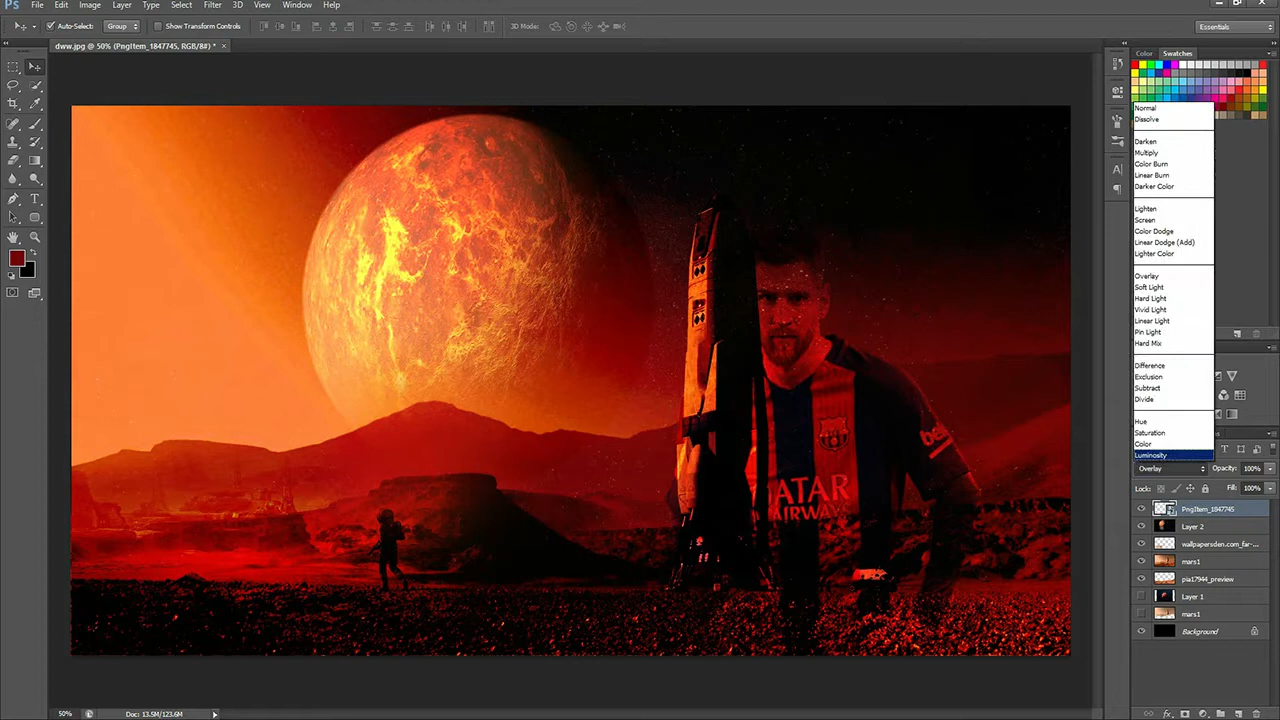 Ps File Edit Image Layer Type Select Filter 3D View Window Help
Auto-Select: Group Show Transform Controls 3D Mode: Essentials
dww.jpg @ 50% (PngItem_1847745, RGB/8#) * ×
Color Swatches
Normal
Dissolve
Darken
Multiply
Color Burn
Linear Burn
Darker Color
Lighten
Screen
Color Dodge
Linear Dodge (Add)
Lighter Color
Overlay
Soft Light
Hard Light
Vivid Light
Linear Light
Pin Light
Hard Mix
Difference
Exclusion
Subtract
Divide
Hue
Saturation
Color
Luminosity
Overlay Opacity: 100%
Lock: Fill: 100%
PngItem_1847745
Layer 2
wallpapersden.com_far-...
mars1
pia17944_preview
Layer 1
mars1
Background
beko
QATAR
AIRWAYS
50% Doc: 13.5M/123.6M